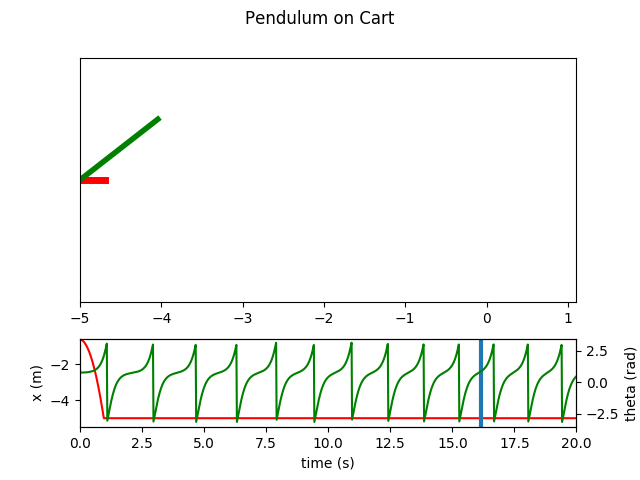 Pendulum on Cart
−5 −4 −3 −2 −1 0 1
−2
−4
x (m)
2.5
0.0
−2.5
theta (rad)
0.0 2.5 5.0 7.5 10.0 12.5 15.0 17.5 20.0
time (s)